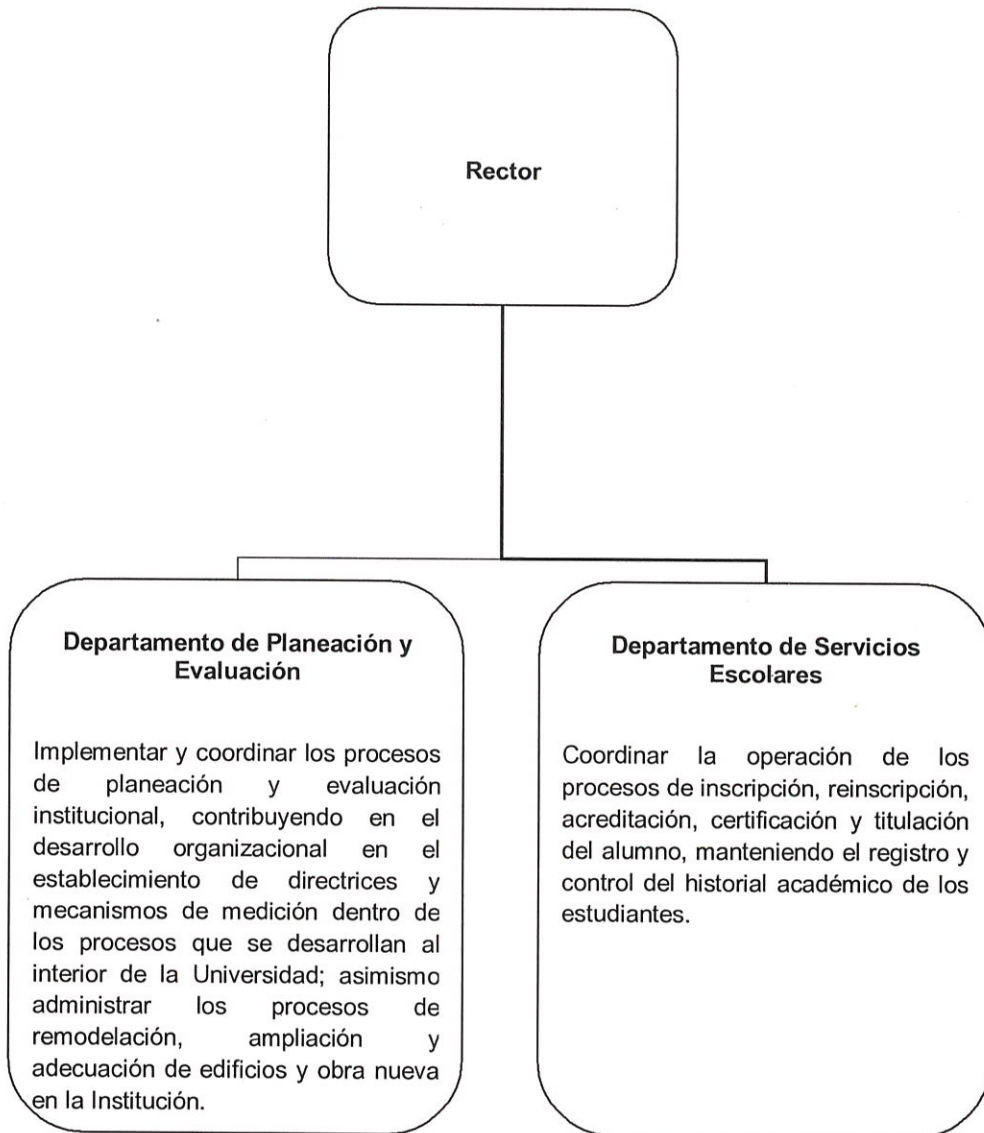 Rector
Departamento de Planeación y
Evaluación
Implementar y coordinar los procesos
de planeación y evaluación
institucional, contribuyendo en el
desarrollo organizacional en el
establecimiento de directrices y
mecanismos de medición dentro de
los procesos que se desarrollan al
interior de la Universidad; asimismo
administrar los procesos de
remodelación, ampliación y
adecuación de edificios y obra nueva
en la Institución.
Departamento de Servicios
Escolares
Coordinar la operación de los
procesos de inscripción, reinscripción,
acreditación, certificación y titulación
del alumno, manteniendo el registro y
control del historial académico de los
estudiantes.